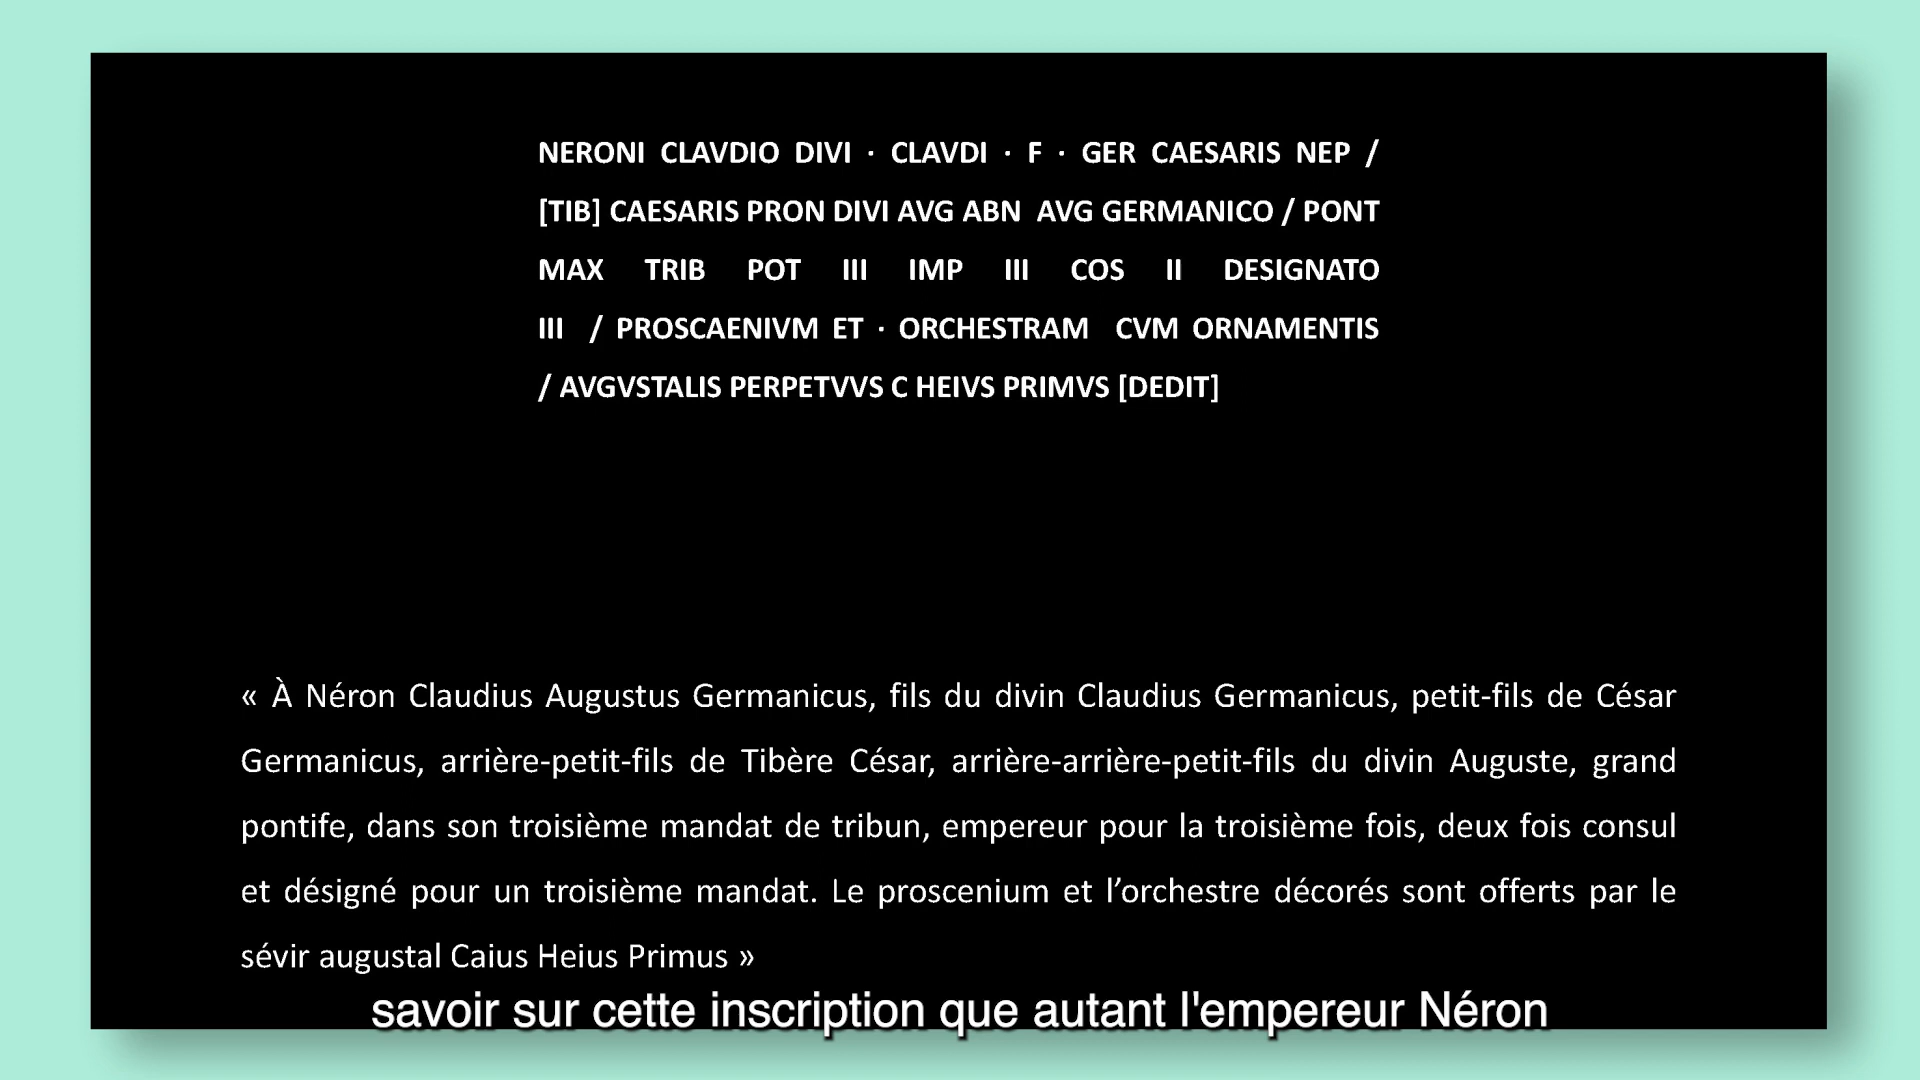 NERONI CLAVDIO DIVI · CLAVDI · F · GER CAESARIS NEP /
[TIB] CAESARIS PRON DIVI AVG ABN AVG GERMANICO / PONT
MAX TRIB POT III IMP III COS II DESIGNATO
III / PROSCAENIVM ET · ORCHESTRAM CVM ORNAMENTIS
/ AVGVSTALIS PERPETVVS C HEIVS PRIMVS [DEDIT]
« À Néron Claudius Augustus Germanicus, fils du divin Claudius Germanicus, petit-fils de César
Germanicus, arrière-petit-fils de Tibère César, arrière-arrière-petit-fils du divin Auguste, grand
pontife, dans son troisième mandat de tribun, empereur pour la troisième fois, deux fois consul
et désigné pour un troisième mandat. Le proscenium et l’orchestre décorés sont offerts par le
sévir augustal Caius Heius Primus »
savoir sur cette inscription que autant l'empereur Néron